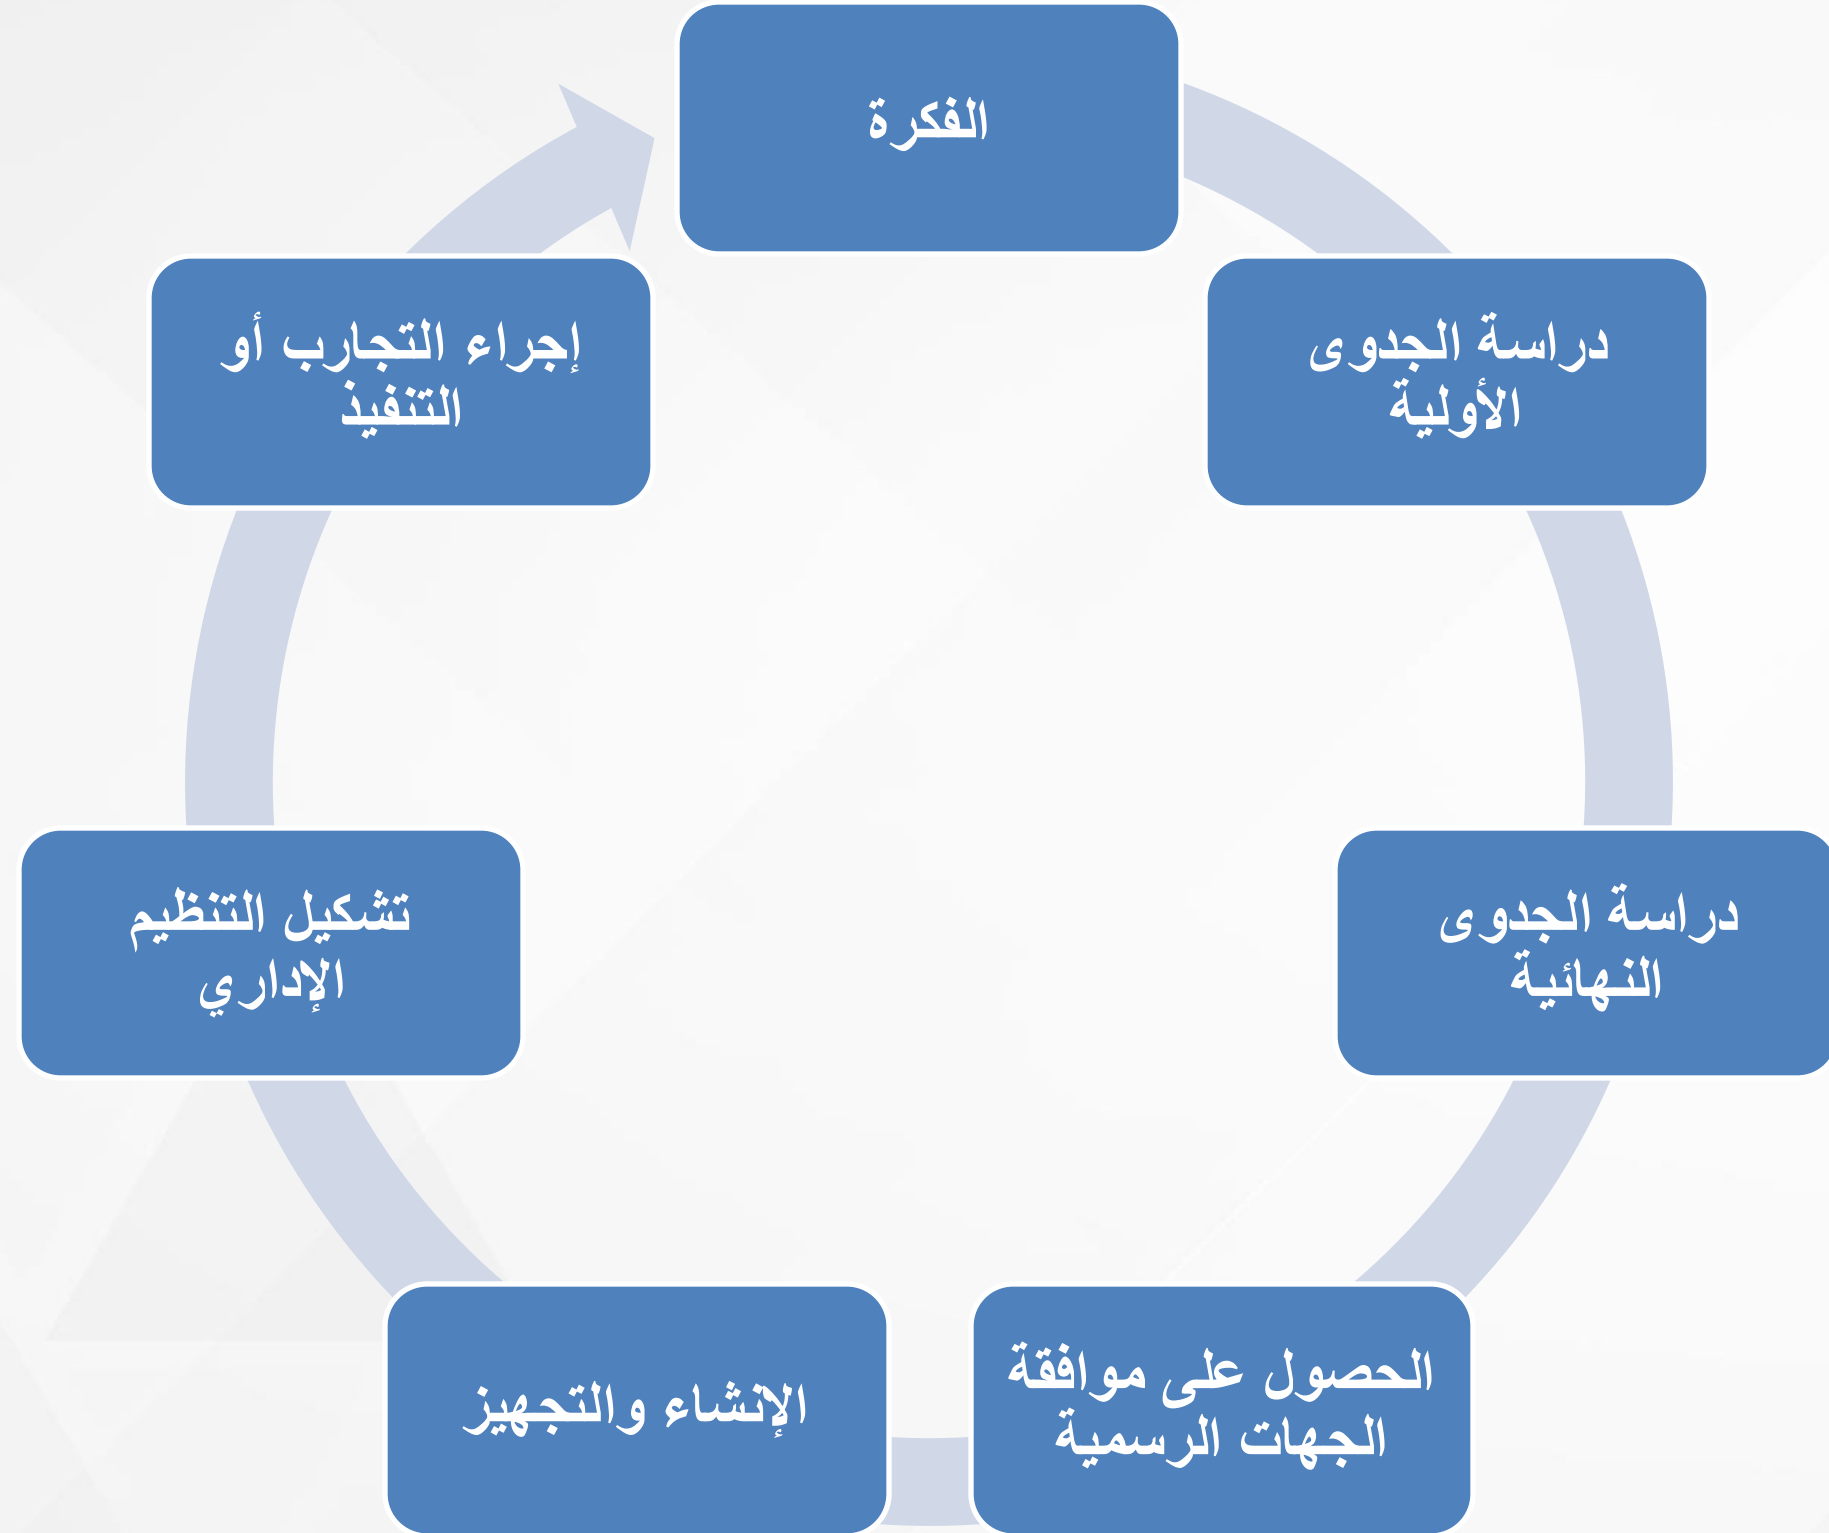 الفكرة
دراسة الجدوى
الأولية
دراسة الجدوى
النهائية
الحصول على موافقة
الجهات الرسمية
الإنشاء والتجهيز
تشكيل التنظيم
الإداري
إجراء التجارب أو
التنفيذ